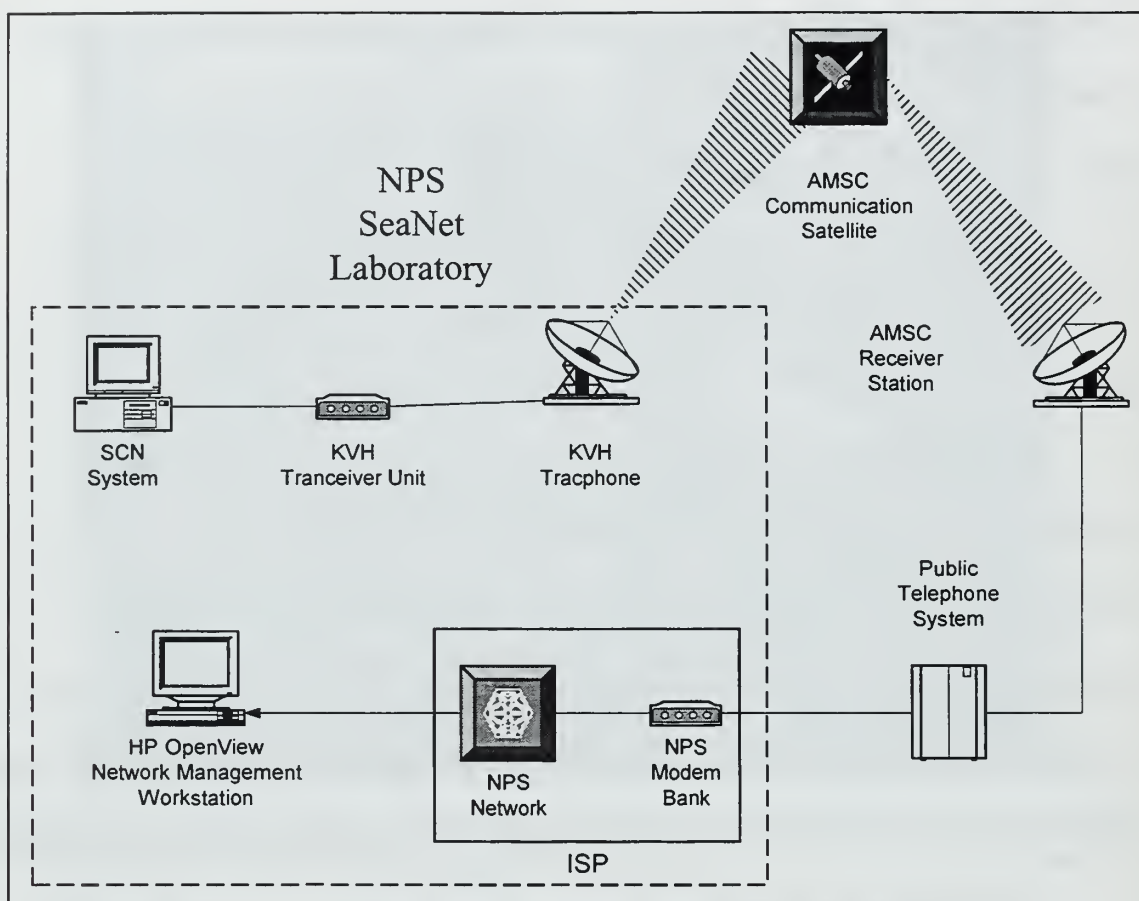 AMSC
Communication
Satellite
NPS
SeaNet
Laboratory
AMSC
Receiver
Station
SCN
System
KVH
Tranceiver Unit
KVH
Tracphone
Public
Telephone
System
HP OpenView
Network Management
Workstation
NPS
Network
NPS
Modem
Bank
ISP